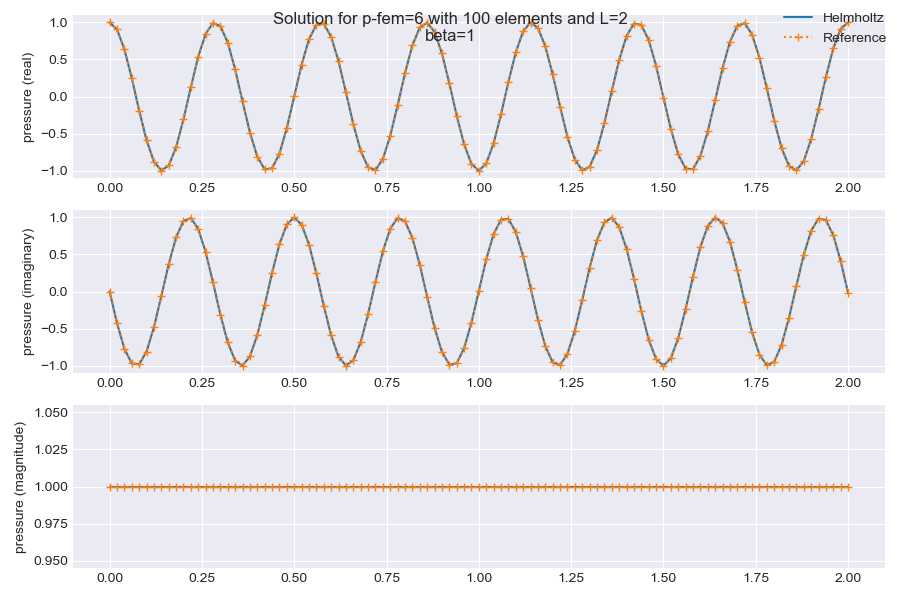 Solution for p-fem=6 with 100 elements and L=2
beta=1
Helmholtz
Reference
pressure (real)
1.0
0.5
0.0
−0.5
−1.0
0.00 0.25 0.50 0.75 1.00 1.25 1.50 1.75 2.00
pressure (imaginary)
1.0
0.5
0.0
−0.5
−1.0
0.00 0.25 0.50 0.75 1.00 1.25 1.50 1.75 2.00
pressure (magnitude)
1.050
1.025
1.000
0.975
0.950
0.00 0.25 0.50 0.75 1.00 1.25 1.50 1.75 2.00